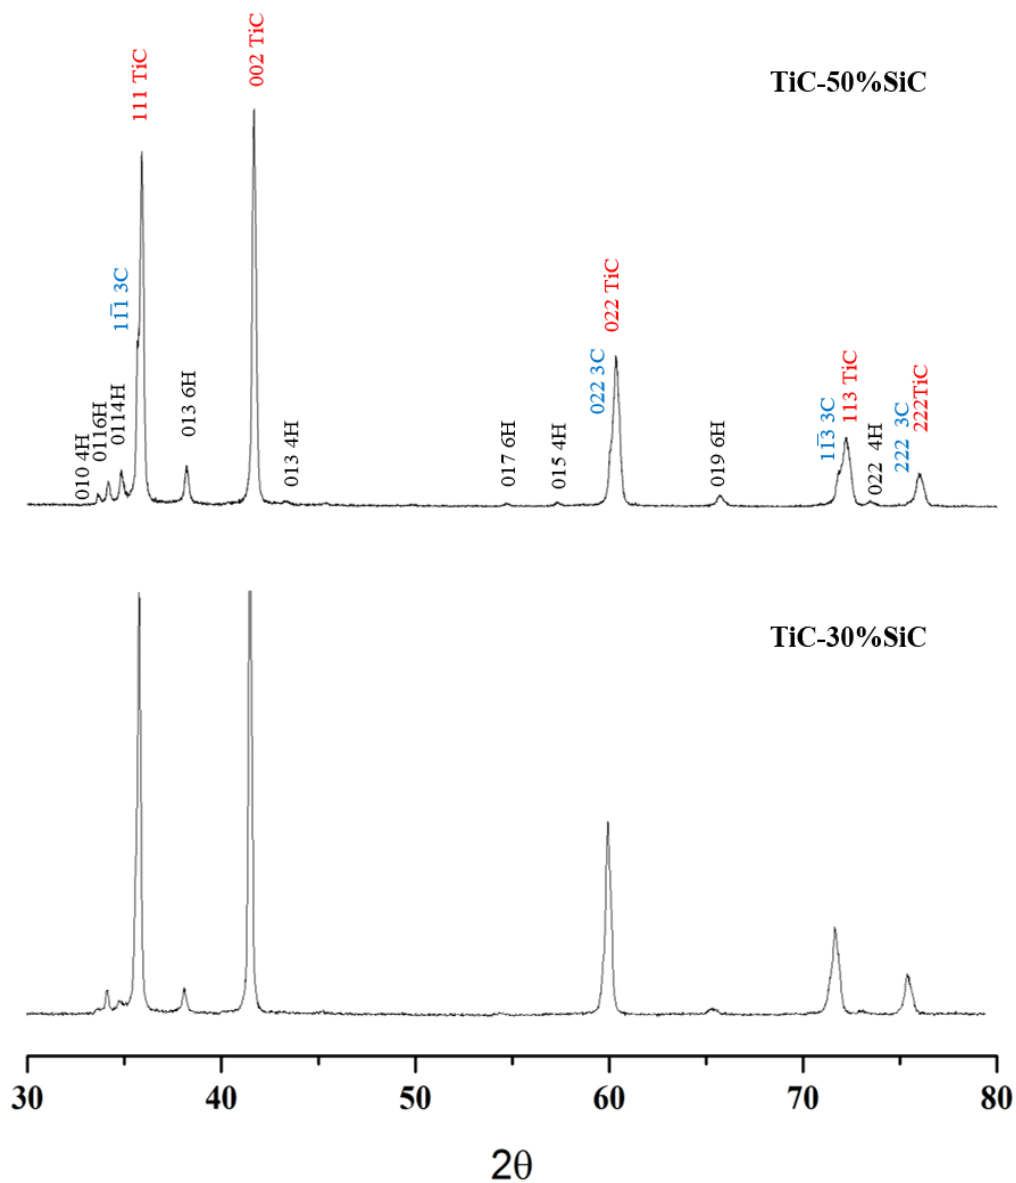 002 TiC
111 TiC
TiC-50%SiC
11̅1 3C
022 TiC
022 3C
113 TiC
11̅3 3C
222TiC
222 3C
022 4H
010 4H
0116H
0114H
013 6H
013 4H
017 6H
015 4H
019 6H
TiC-30%SiC
30 40 50 60 70 80
2θ